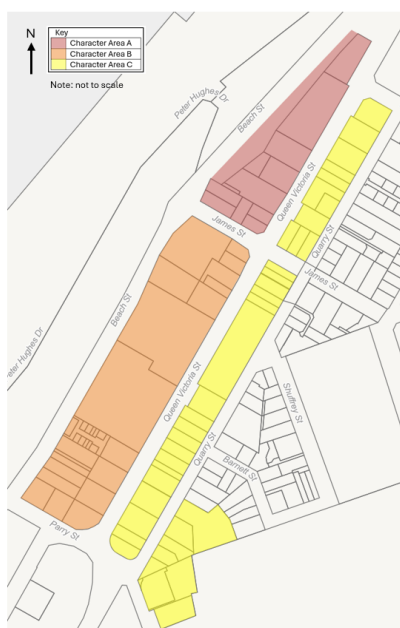 N
Key
Character Area A
Character Area B
Character Area C
Note: not to scale
Peter Hughes Dr
Beach St
Queen Victoria St
James St
Quarry St
James St
Beach St
eter Hughes Dr
Queen Victoria St
Shuffrey St
Quarry St
Barnett St
Parry St